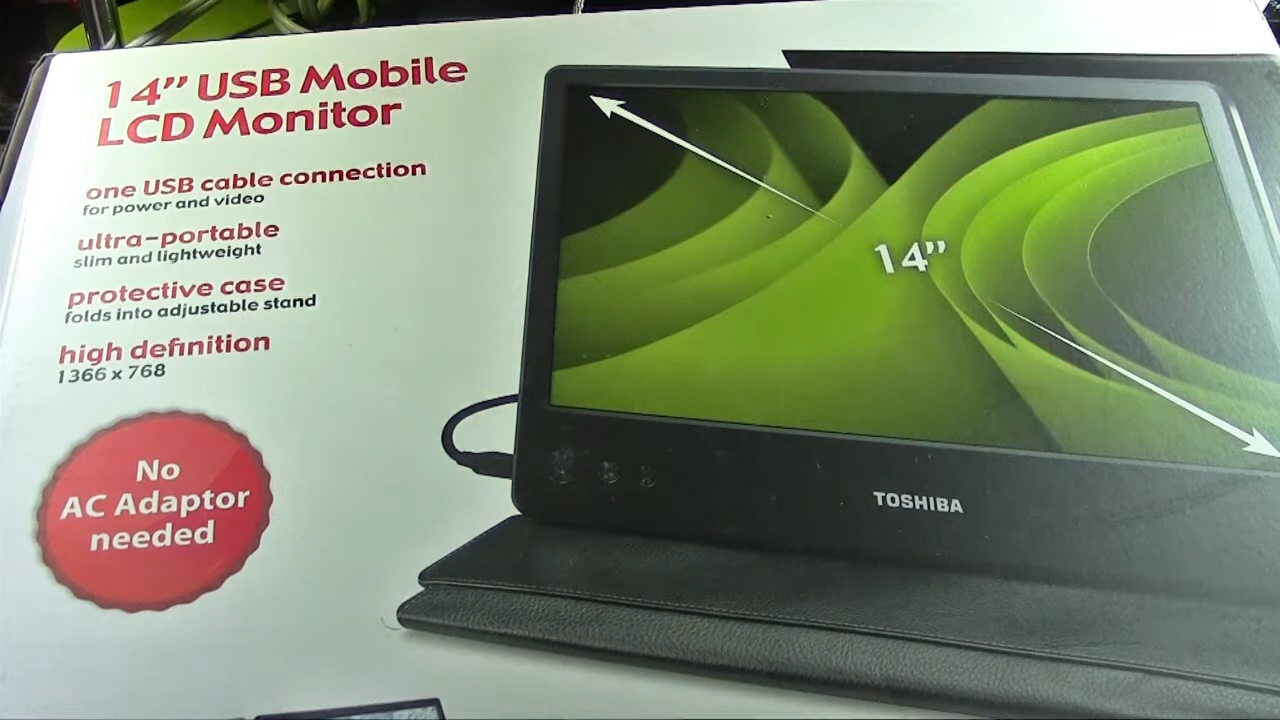 14” USB Mobile
LCD Monitor
one USB cable connection
for power and video
ultra-portable
slim and lightweight
protective case
folds into adjustable stand
high definition
1366 x 768
No
AC Adaptor
needed
14”
TOSHIBA